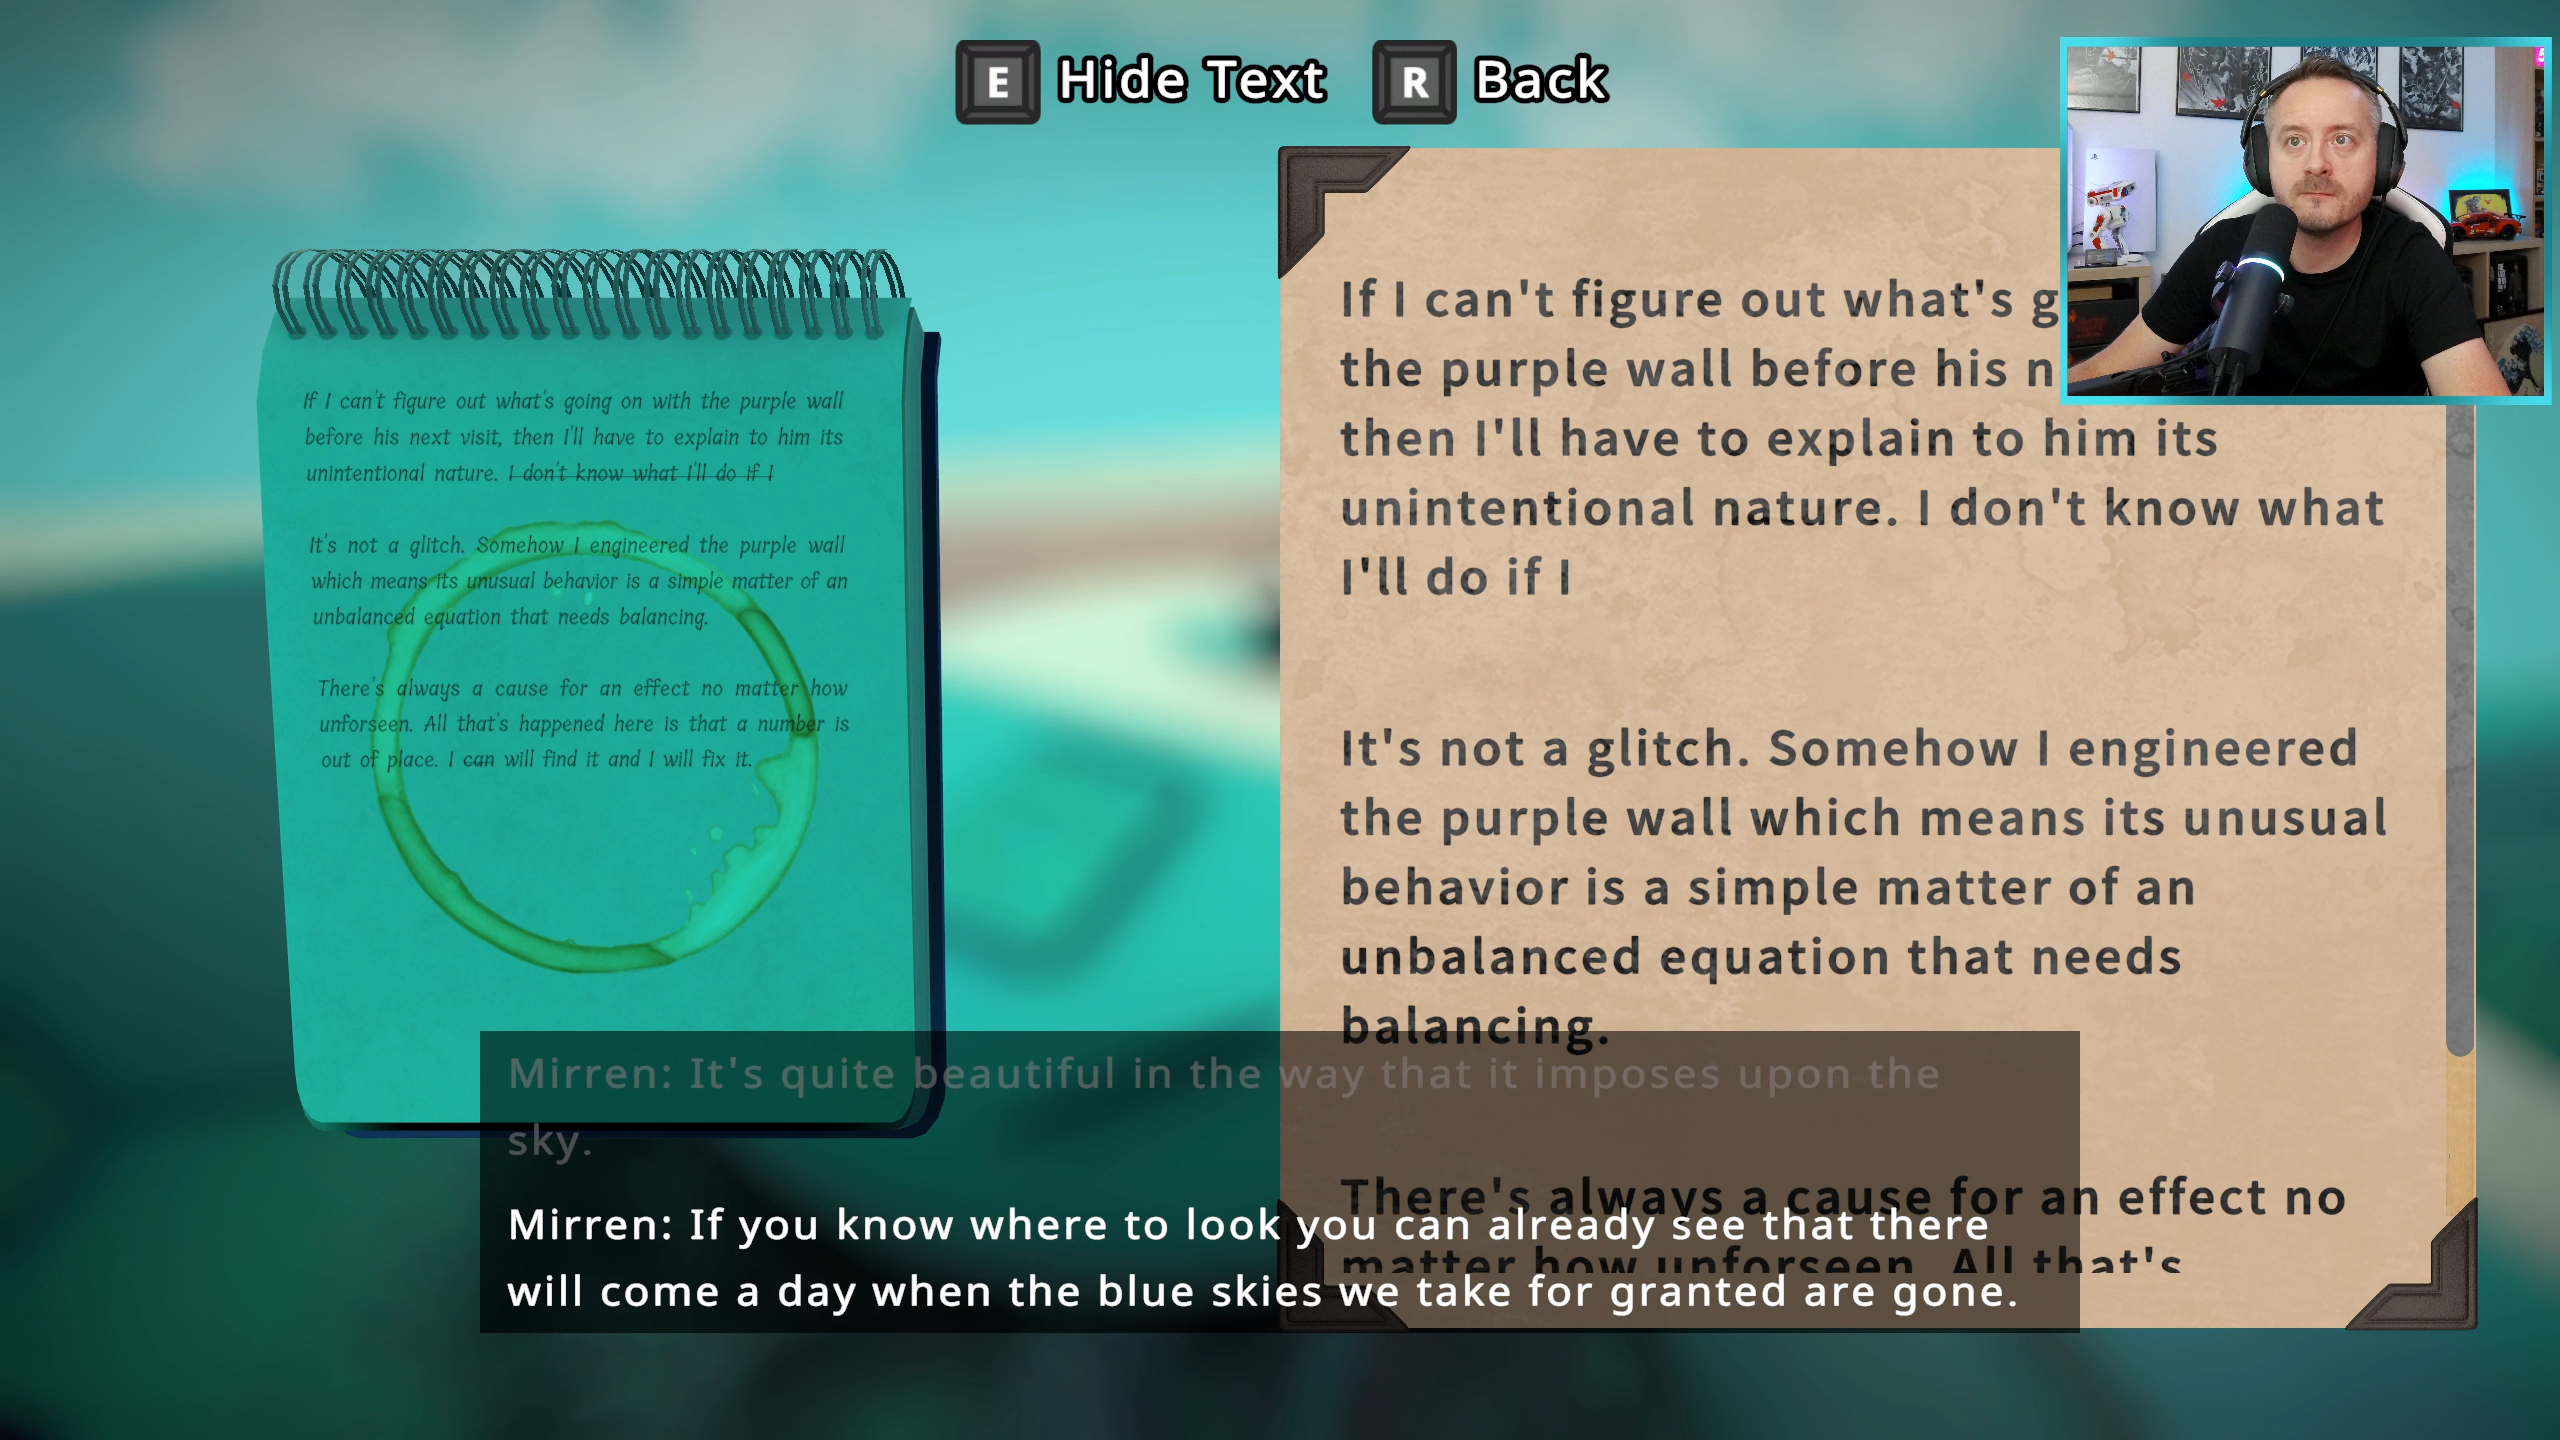 E Hide Text R Back
If I can't figure out what's going on with the purple wall
before his next visit, then I'll have to explain to him its
unintentional nature. I don't know what I'll do if I
It's not a glitch. Somehow I engineered the purple wall
which means its unusual behavior is a simple matter of an
unbalanced equation that needs balancing.
There's always a cause for an effect no matter how
unforseen. All that's happened here is that a number is
out of place. I can will find it and I will fix it.
If I can't figure out what's g
the purple wall before his n
then I'll have to explain to him its
unintentional nature. I don't know what
I'll do if I
It's not a glitch. Somehow I engineered
the purple wall which means its unusual
behavior is a simple matter of an
unbalanced equation that needs
balancing.
There's always a cause for an effect no
matter how unforseen. All that's
Mirren: It's quite beautiful in the way that it imposes upon the
sky.
Mirren: If you know where to look you can already see that there
will come a day when the blue skies we take for granted are gone.